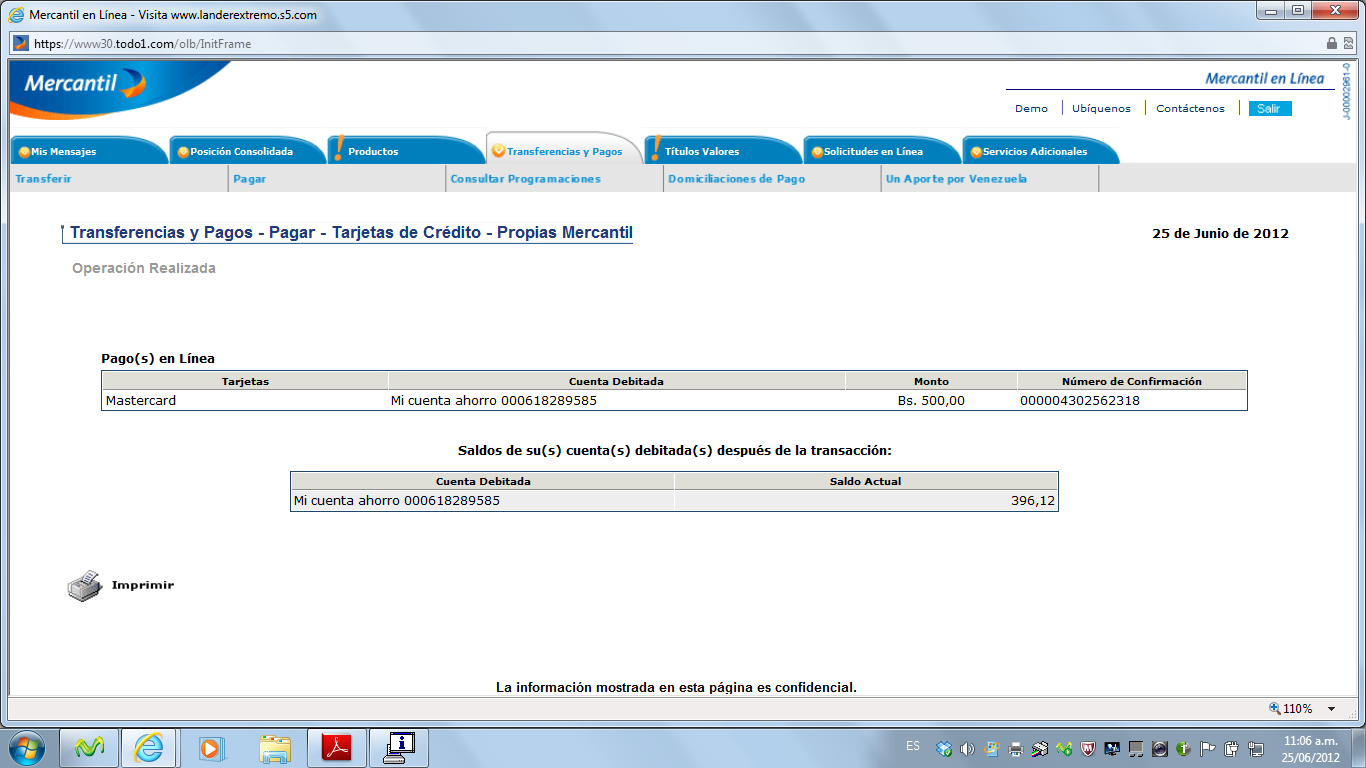 Mercantil en Línea - Visita www.landerextremo.s5.com
https://www30.todo1.com/olb/InitFrame
Mercantil
Mercantil en Línea
J-00002961-0
Demo Ubíquenos Contáctenos Salir
Mis Mensajes Posición Consolidada Productos Transferencias y Pagos Títulos Valores Solicitudes en Línea Servicios Adicionales
Transferir Pagar Consultar Programaciones Domiciliaciones de Pago Un Aporte por Venezuela
Transferencias y Pagos - Pagar - Tarjetas de Crédito - Propias Mercantil
25 de Junio de 2012
Operación Realizada
Pago(s) en Línea
Tarjetas Cuenta Debitada Monto Número de Confirmación
Mastercard Mi cuenta ahorro 000618289585 Bs. 500,00 000004302562318
Saldos de su(s) cuenta(s) debitada(s) después de la transacción:
Cuenta Debitada Saldo Actual
Mi cuenta ahorro 000618289585 396,12
Imprimir
La información mostrada en esta página es confidencial.
110%
ES
11:06 a.m.
25/06/2012